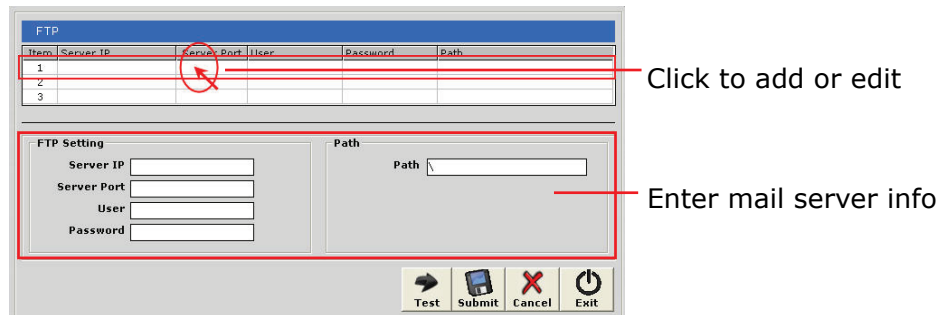 FTP
Item Server IP Server Port User Password Path
1
2
3
Click to add or edit
FTP Setting
Server IP
Server Port
User
Password
Path
Path \
Enter mail server info
Test Submit Cancel Exit